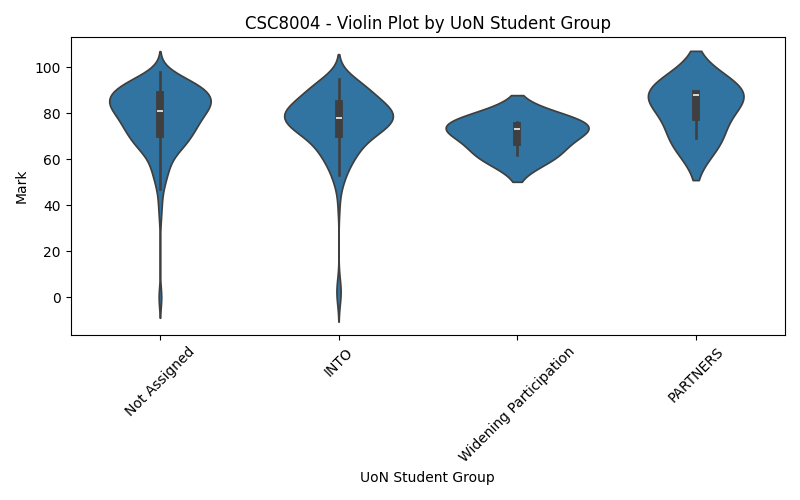 CSC8004 - Violin Plot by UoN Student Group
100
80
60
40
20
0
Mark
Not Assigned
INTO
Widening Participation
PARTNERS
UoN Student Group